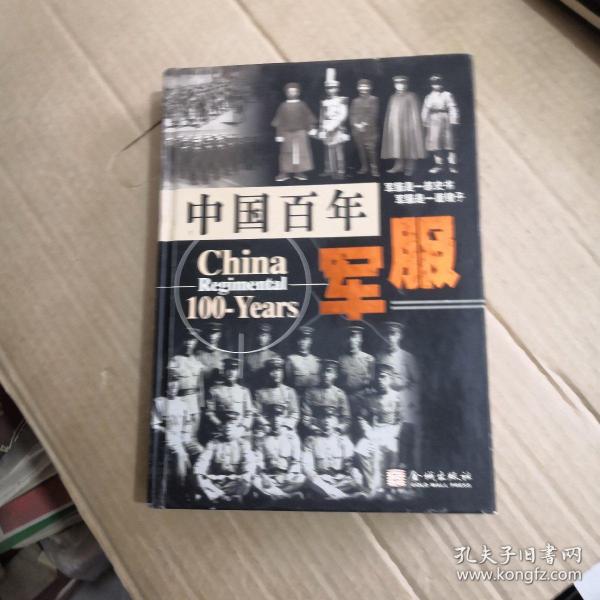 军服是一部史书
军服是一面镜子
中国百年
军服
China
Regimental
100-Years
金城出版社
GOLD WALL PRESS
孔夫子旧书网
www.kongfz.com